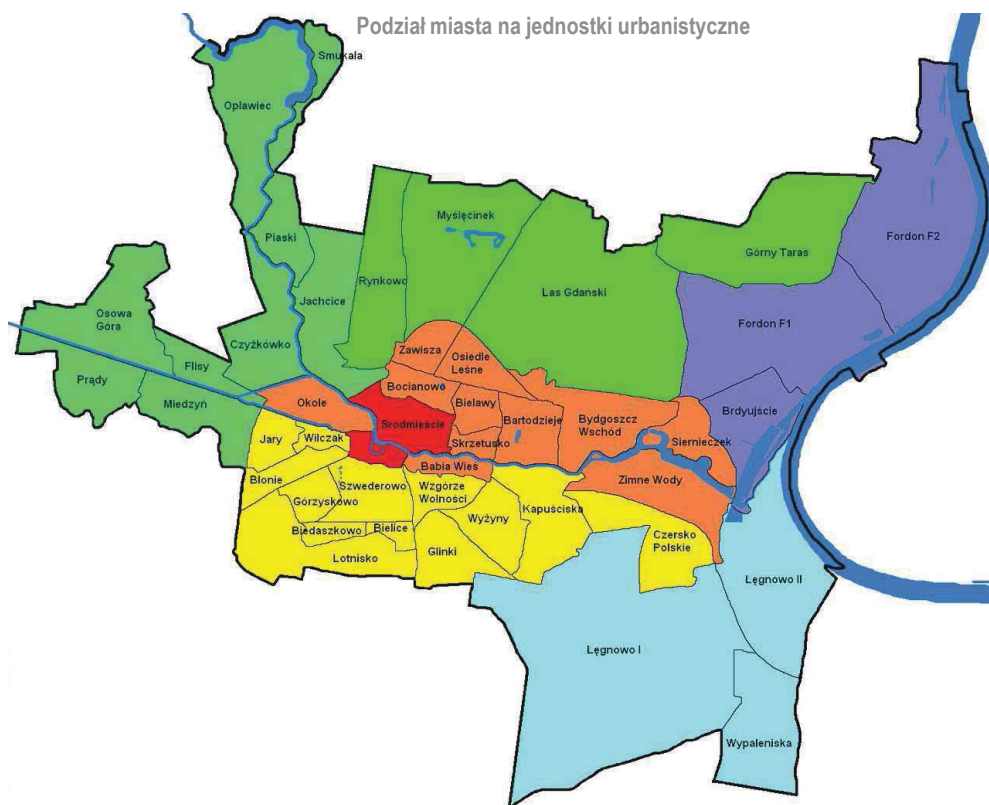 Podział miasta na jednostki urbanistyczne
Smukała
Opławiec
Piaski
Jachcice
Rynkowo
Myślęcinek
Las Gdański
Górny Taras
Fordon F2
Fordon F1
Osowa
Góra
Prądy
Flisy
Miedzyń
Czyżkówko
Zawisza
Osiedle
Leśne
Bocianowo
Okole
Srodmieście
Bielawy
Skrzetusko
Bartodzieje
Bydgoszcz
Wschód
Siernieczek
Brdyujście
Babia Wieś
Zimne Wody
Jary
Wilczak
Błonie
Szwederowo
Górzyskowo
Wzgórze
Wolności
Biedaszkowo
Bielice
Wyżyny
Kapuściska
Glinki
Lotnisko
Czersko
Polskie
Łęgnowo II
Łęgnowo I
Wypaleniska